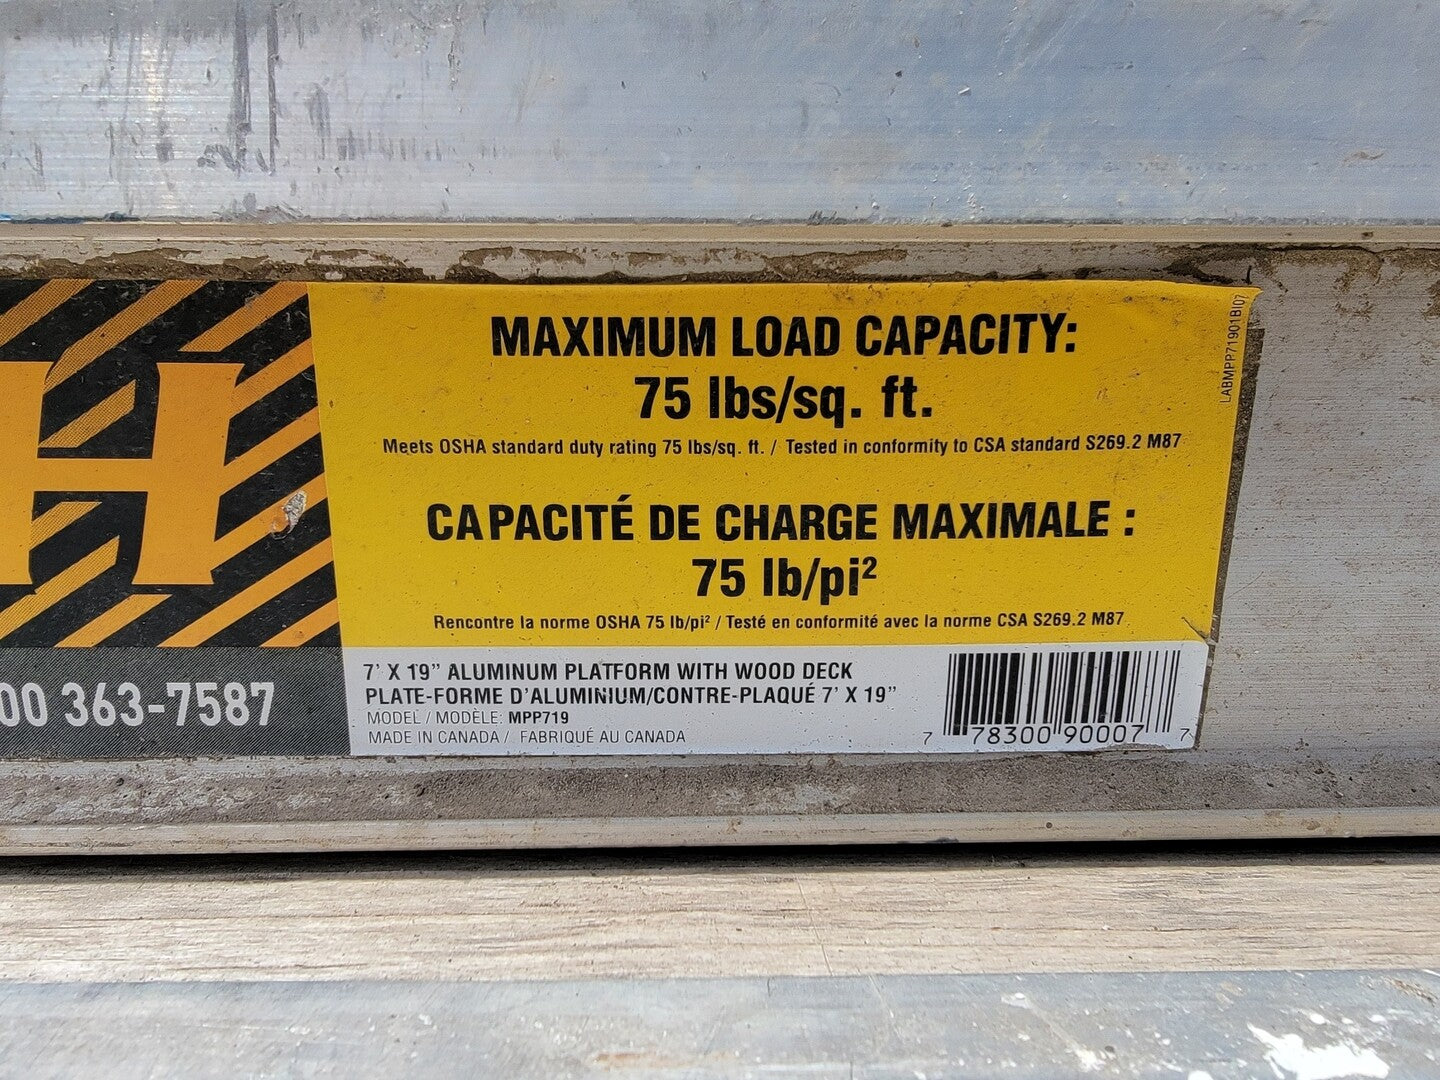 MAXIMUM LOAD CAPACITY:
75 lbs/sq. ft.
Meets OSHA standard duty rating 75 lbs/sq. ft. / Tested in conformity to CSA standard S269.2 M87
CAPACITÉ DE CHARGE MAXIMALE :
75 lb/pi²
Rencontre la norme OSHA 75 lb/pi² / Testé en conformité avec la norme CSA S269.2 M87
LABMPP71901BI07
H
00 363-7587
7' X 19" ALUMINUM PLATFORM WITH WOOD DECK
PLATE-FORME D'ALUMINIUM/CONTRE-PLAQUÉ 7' X 19"
MODEL / MODÈLE: MPP719
MADE IN CANADA / FABRIQUÉ AU CANADA
7 78300 90007 7